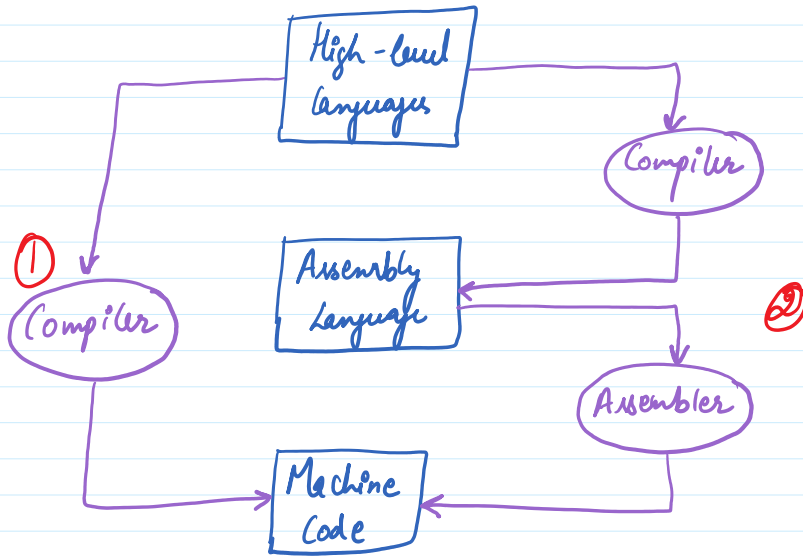 High-level
Languages
Compiler
1
Assembly
Language
2
Compiler
Assembler
Machine
Code